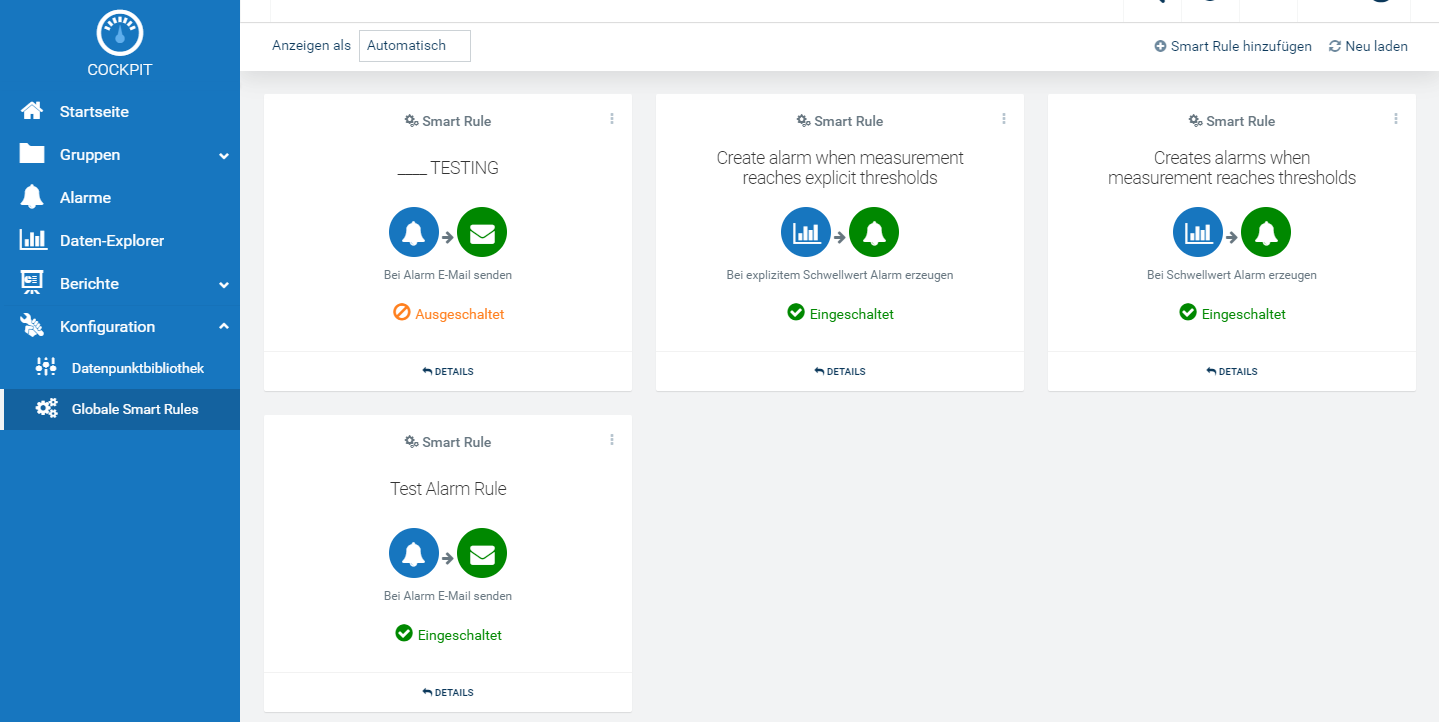 COCKPIT
Startseite
Gruppen
Alarme
Daten-Explorer
Berichte
Konfiguration
Datenpunktbibliothek
Globale Smart Rules
Anzeigen als Automatisch
Smart Rule hinzufügen Neu laden
Smart Rule
____ TESTING
Bei Alarm E-Mail senden
Ausgeschaltet
DETAILS
Smart Rule
Create alarm when measurement
reaches explicit thresholds
Bei explizitem Schwellwert Alarm erzeugen
Eingeschaltet
DETAILS
Smart Rule
Creates alarms when
measurement reaches thresholds
Bei Schwellwert Alarm erzeugen
Eingeschaltet
DETAILS
Smart Rule
Test Alarm Rule
Bei Alarm E-Mail senden
Eingeschaltet
DETAILS